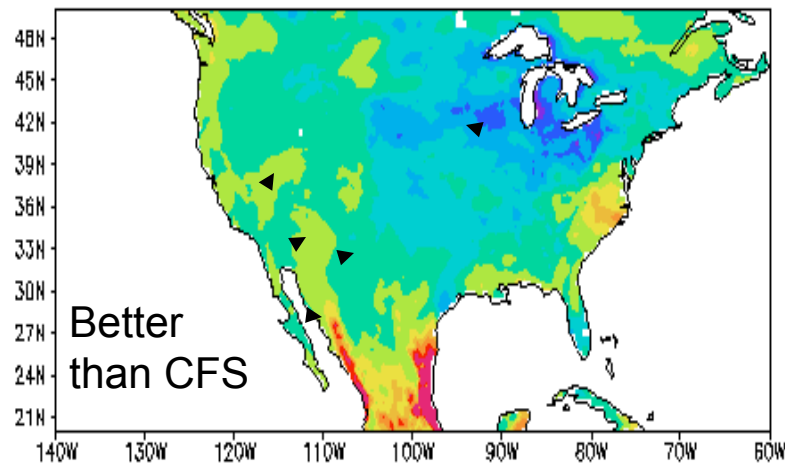 48N
45N
42N
39N
36N
33N
30N
27N
24N
21N
Better
than CFS
140W 130W 120W 110W 100W 90W 80W 70W 60W